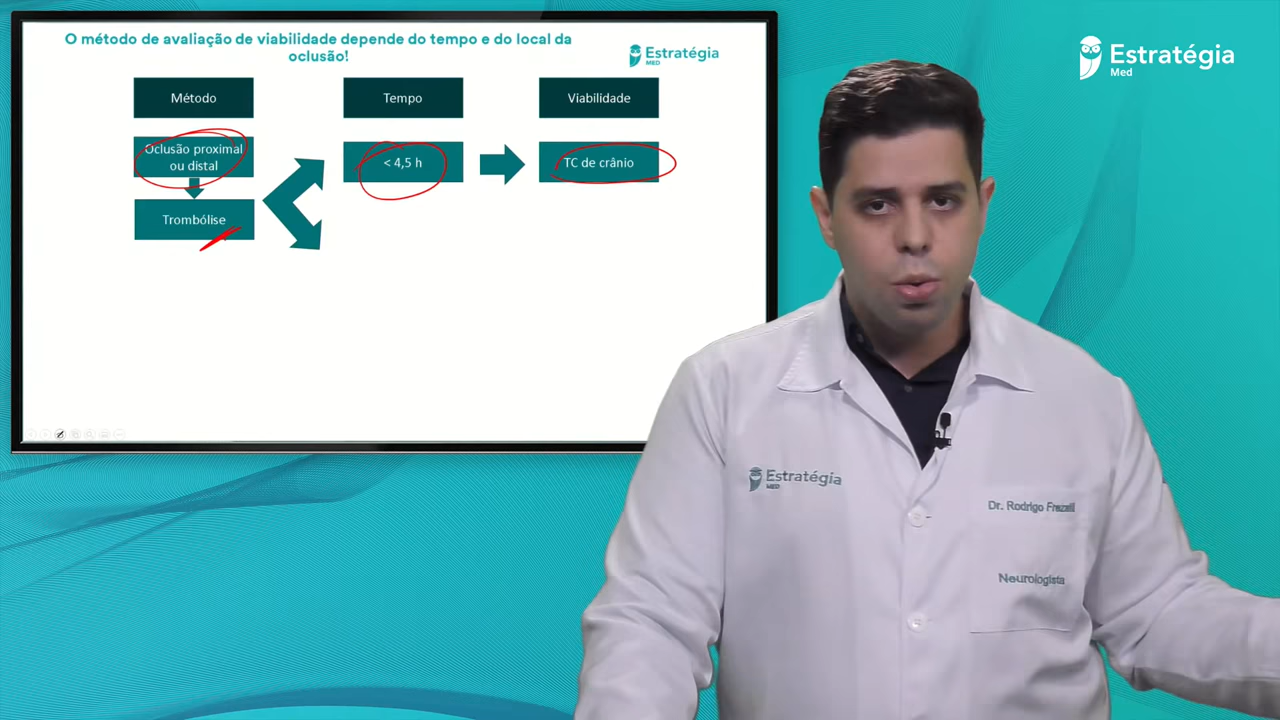 O método de avaliação de viabilidade depende do tempo e do local da
oclusão!
Estratégia
MED
Método
Tempo
Viabilidade
Oclusão proximal
ou distal
< 4,5 h
TC de crânio
Trombólise
Estratégia
Med
Estratégia
MED
Dr. Rodrigo
Neurologista